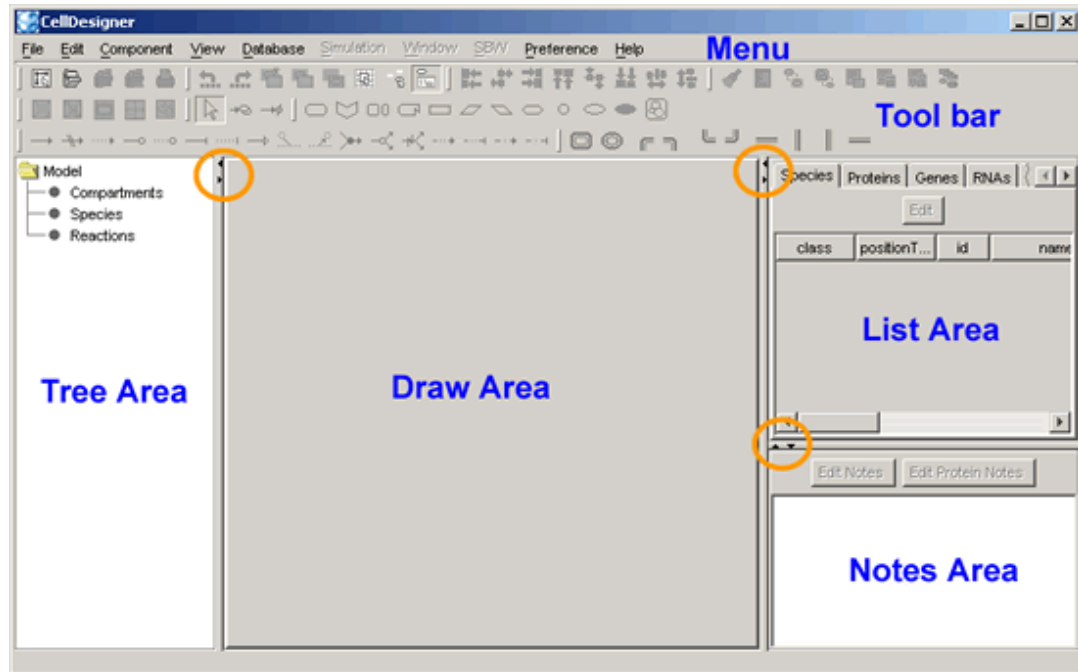 CellDesigner
File Edit Component View Database Simulation Window SBW Preference Help
Menu
Tool bar
Model
Compartments
Species
Reactions
Tree Area
Draw Area
Species Proteins Genes RNAs
Edit
class positionT... id name
List Area
Edit Notes Edit Protein Notes
Notes Area